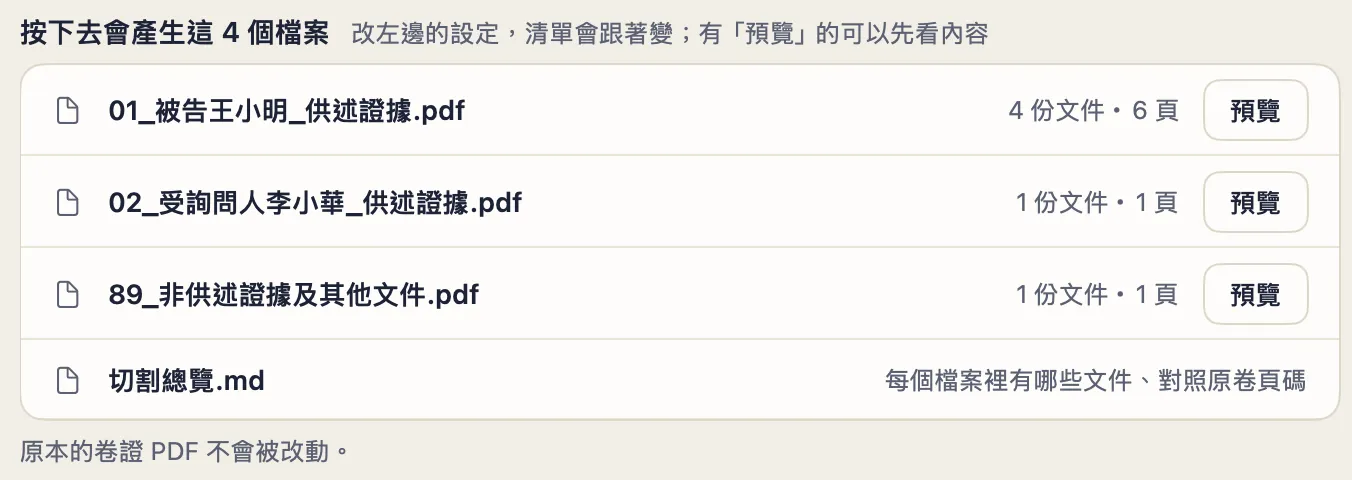 按下去會產生這 4 個檔案 改左邊的設定，清單會跟著變；有「預覽」的可以先看內容
01_被告王小明_供述證據.pdf 4 份文件・6 頁 預覽
02_受詢問人李小華_供述證據.pdf 1 份文件・1 頁 預覽
89_非供述證據及其他文件.pdf 1 份文件・1 頁 預覽
切割總覽.md 每個檔案裡有哪些文件、對照原卷頁碼
原本的卷證 PDF 不會被改動。